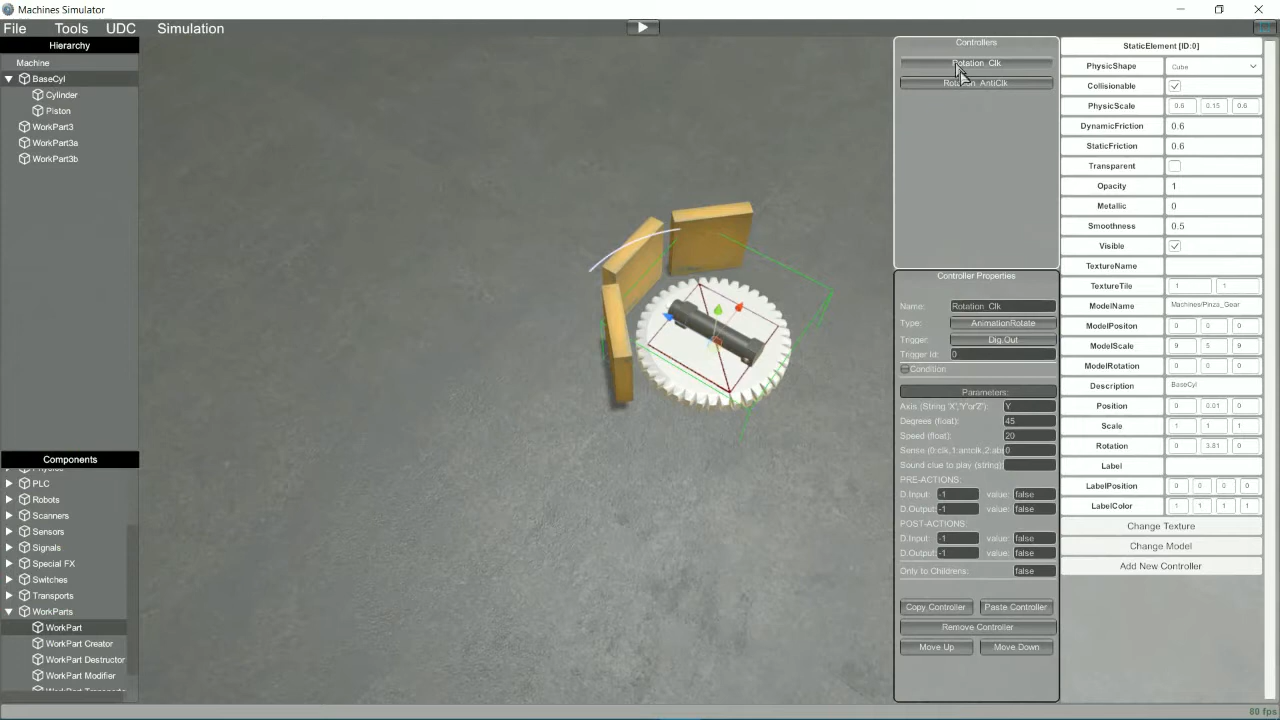 Machines Simulator
File Tools UDC Simulation
Hierarchy
Machine
BaseCyl
Cylinder
Piston
WorkPart3
WorkPart3a
WorkPart3b
Components
PLC
Robots
Scanners
Sensors
Signals
Special FX
Switches
Transports
WorkParts
WorkPart
WorkPart Creator
WorkPart Destructor
WorkPart Modifier
Controllers
Rotation_Clk
Rotation_AntiClk
Controller Properties
Name: Rotation_Clk
Type: AnimationRotate
Trigger: Dig.Out
Trigger Id: 0
Condition
Parameters:
Axis (String 'X','Y'or'Z'): Y
Degrees (float): 45
Speed (float): 20
Sense (0:clk,1:antclk,2:abs 0
Sound clue to play (string):
PRE-ACTIONS:
D.Input: -1 value: false
D.Output: -1 value: false
POST-ACTIONS:
D.Input: -1 value: false
D.Output: -1 value: false
Only to Childrens: false
Copy Controller Paste Controller
Remove Controller
Move Up Move Down
StaticElement [ID:0]
PhysicShape Cube
Collisionable
PhysicScale 0.6 0.15 0.6
DynamicFriction 0.6
StaticFriction 0.6
Transparent
Opacity 1
Metallic 0
Smoothness 0.5
Visible
TextureName
TextureTile 1 1
ModelName Machines/Pinza_Gear
ModelPositon 0 0 0
ModelScale 9 5 9
ModelRotation 0 0 0
Description BaseCyl
Position 0 0.01 0
Scale 1 1 1
Rotation 0 3.81 0
Label
LabelPosition 0 0 0 0
LabelColor 1 1 1 1
Change Texture
Change Model
Add New Controller
80 fps